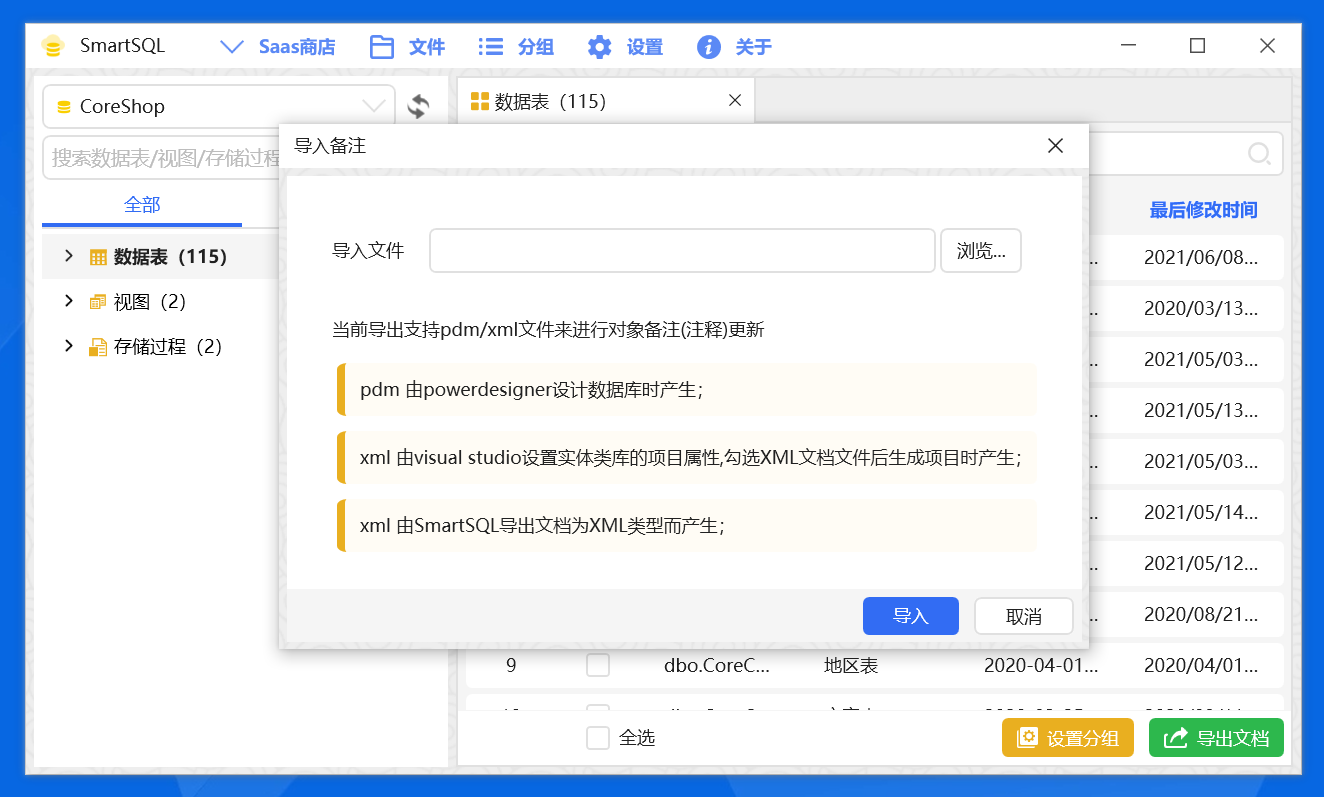 SmartSQL Saas商店 文件 分组 设置 关于
CoreShop
数据表（115）
搜索数据表/视图/存储过程
全部
数据表（115）
视图（2）
存储过程（2）
导入备注
导入文件 浏览...
当前导出支持pdm/xml文件来进行对象备注(注释)更新
pdm 由powerdesigner设计数据库时产生；
xml 由visual studio设置实体类库的项目属性,勾选XML文档文件后生成项目时产生；
xml 由SmartSQL导出文档为XML类型而产生；
导入 取消
最后修改时间
.. 2021/06/08...
.. 2020/03/13...
.. 2021/05/03...
.. 2021/05/13...
.. 2021/05/03...
.. 2021/05/14...
.. 2021/05/12...
.. 2020/08/21...
9 dbo.CoreC... 地区表 2020-04-01... 2020/04/01...
全选 设置分组 导出文档